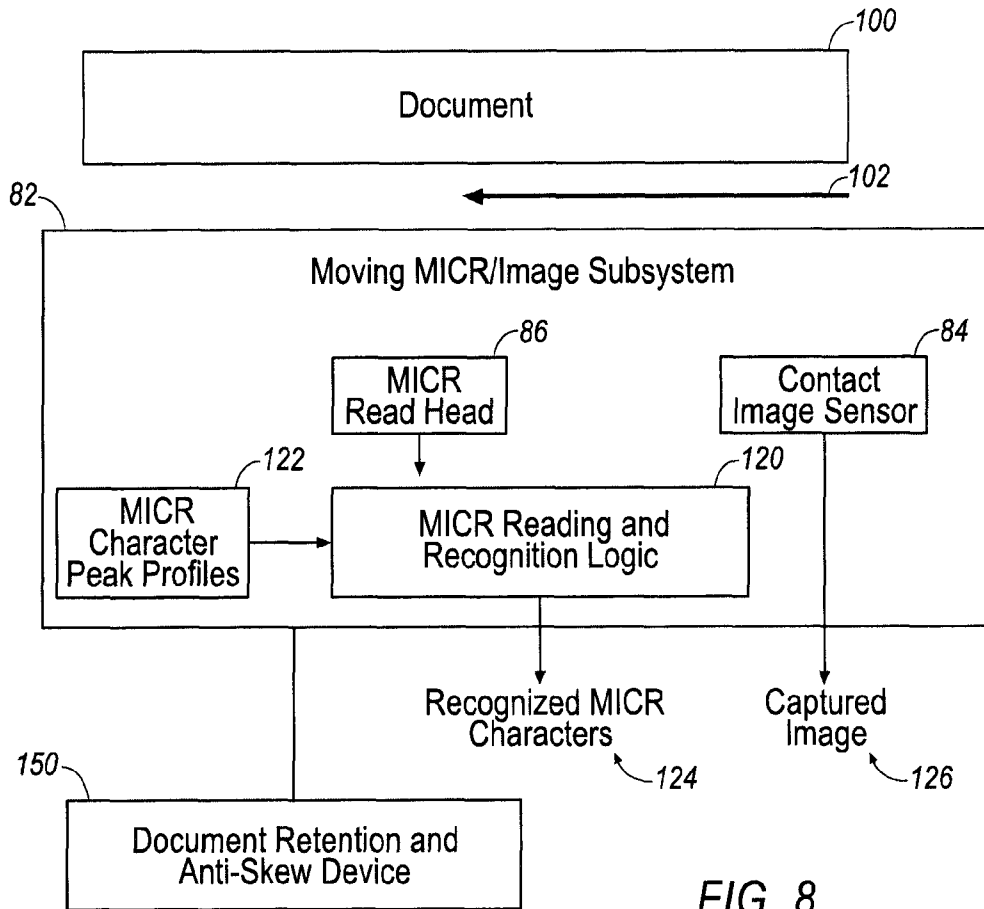 100
Document
102
82
Moving MICR/Image Subsystem
86
84
MICR
Read Head
Contact
Image Sensor
122
120
MICR
Character
Peak Profiles
MICR Reading and
Recognition Logic
Recognized MICR
Characters
124
Captured
Image
126
150
Document Retention and
Anti-Skew Device
FIG. 8